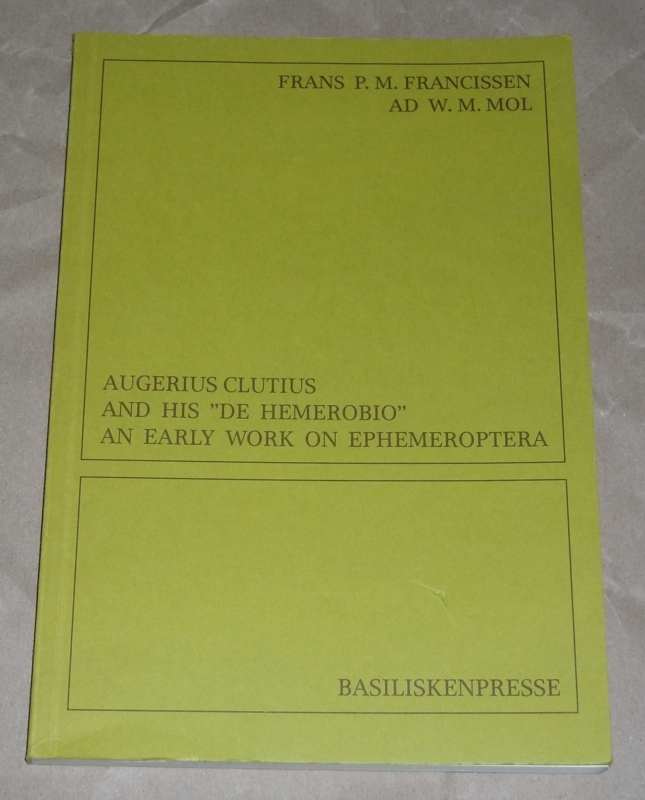 FRANS P. M. FRANCISSEN
AD W. M. MOL
AUGERIUS CLUTIUS
AND HIS ”DE HEMEROBIO”
AN EARLY WORK ON EPHEMEROPTERA
BASILISKENPRESSE